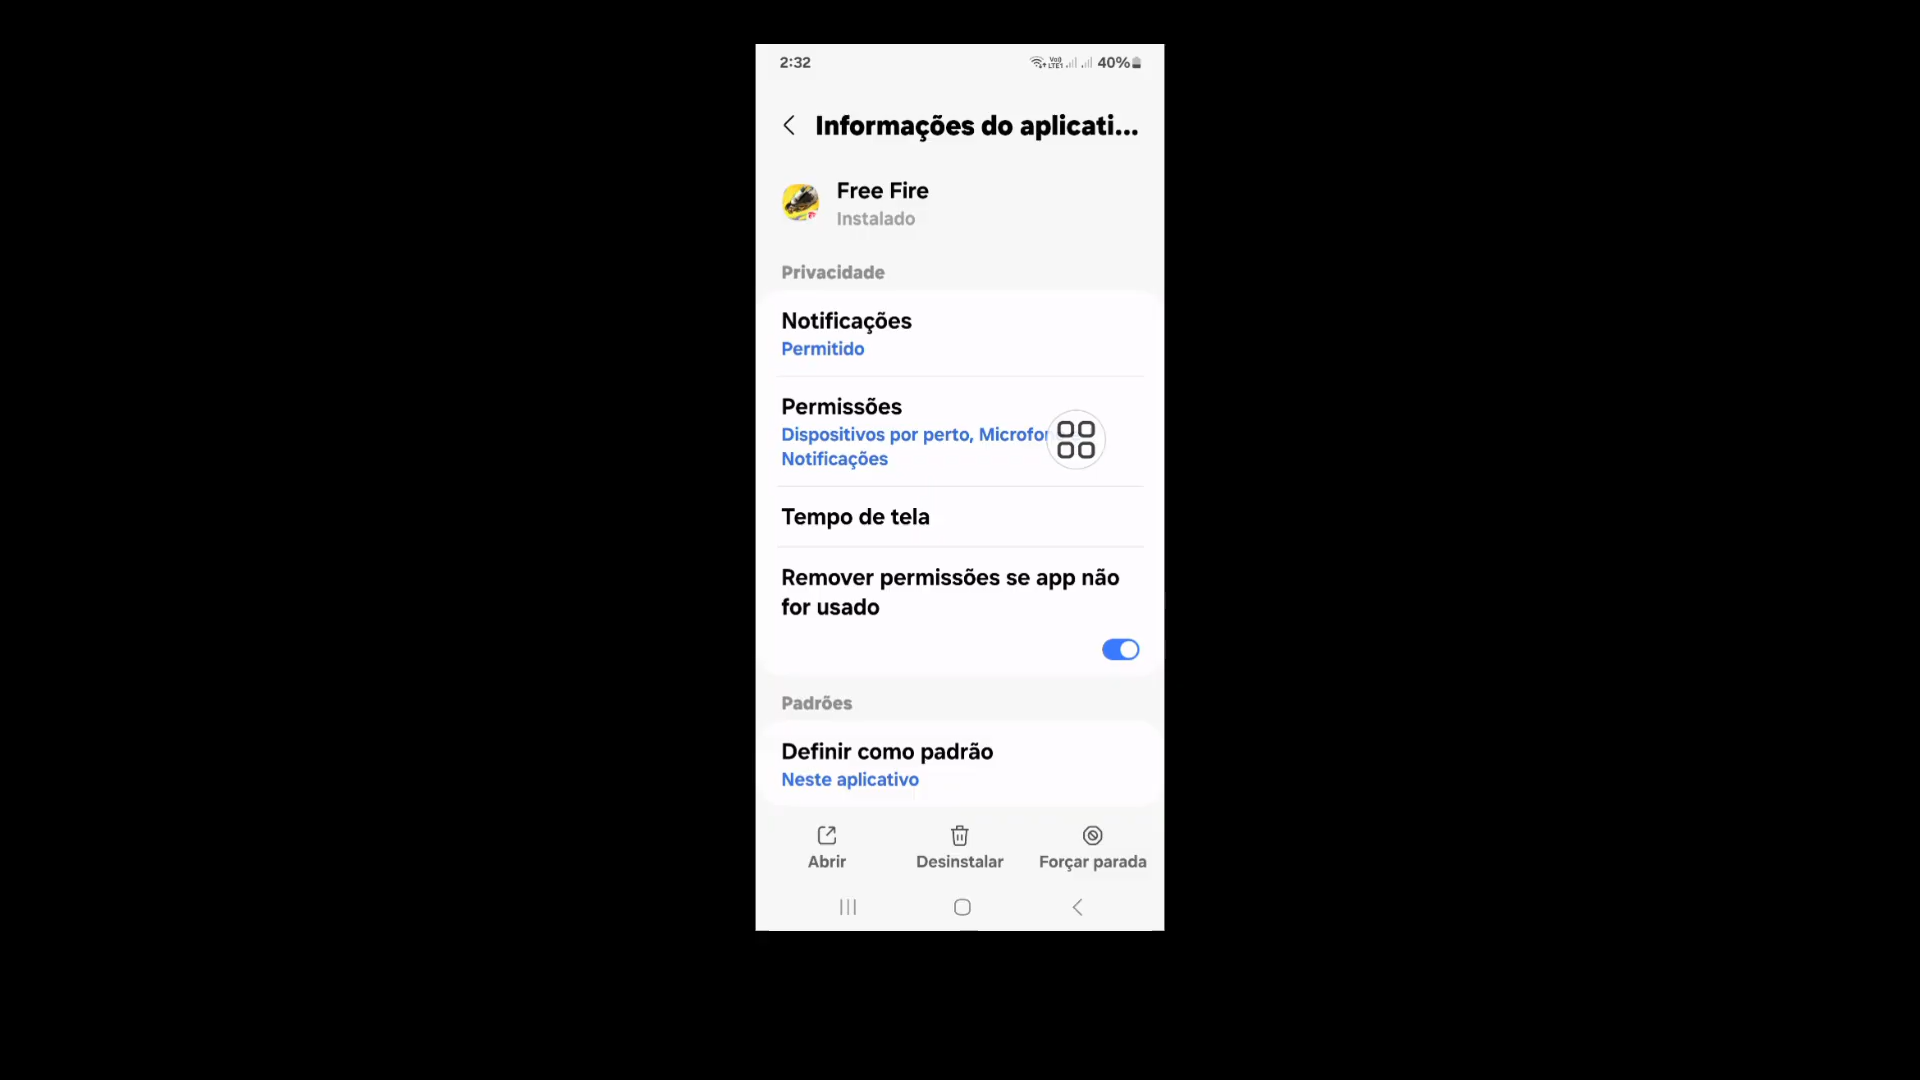 2:32
40%
Informações do aplicati...
Free Fire
Instalado
Privacidade
Notificações
Permitido
Permissões
Dispositivos por perto, Microfon
Notificações
Tempo de tela
Remover permissões se app não
for usado
Padrões
Definir como padrão
Neste aplicativo
Abrir
Desinstalar
Forçar parada